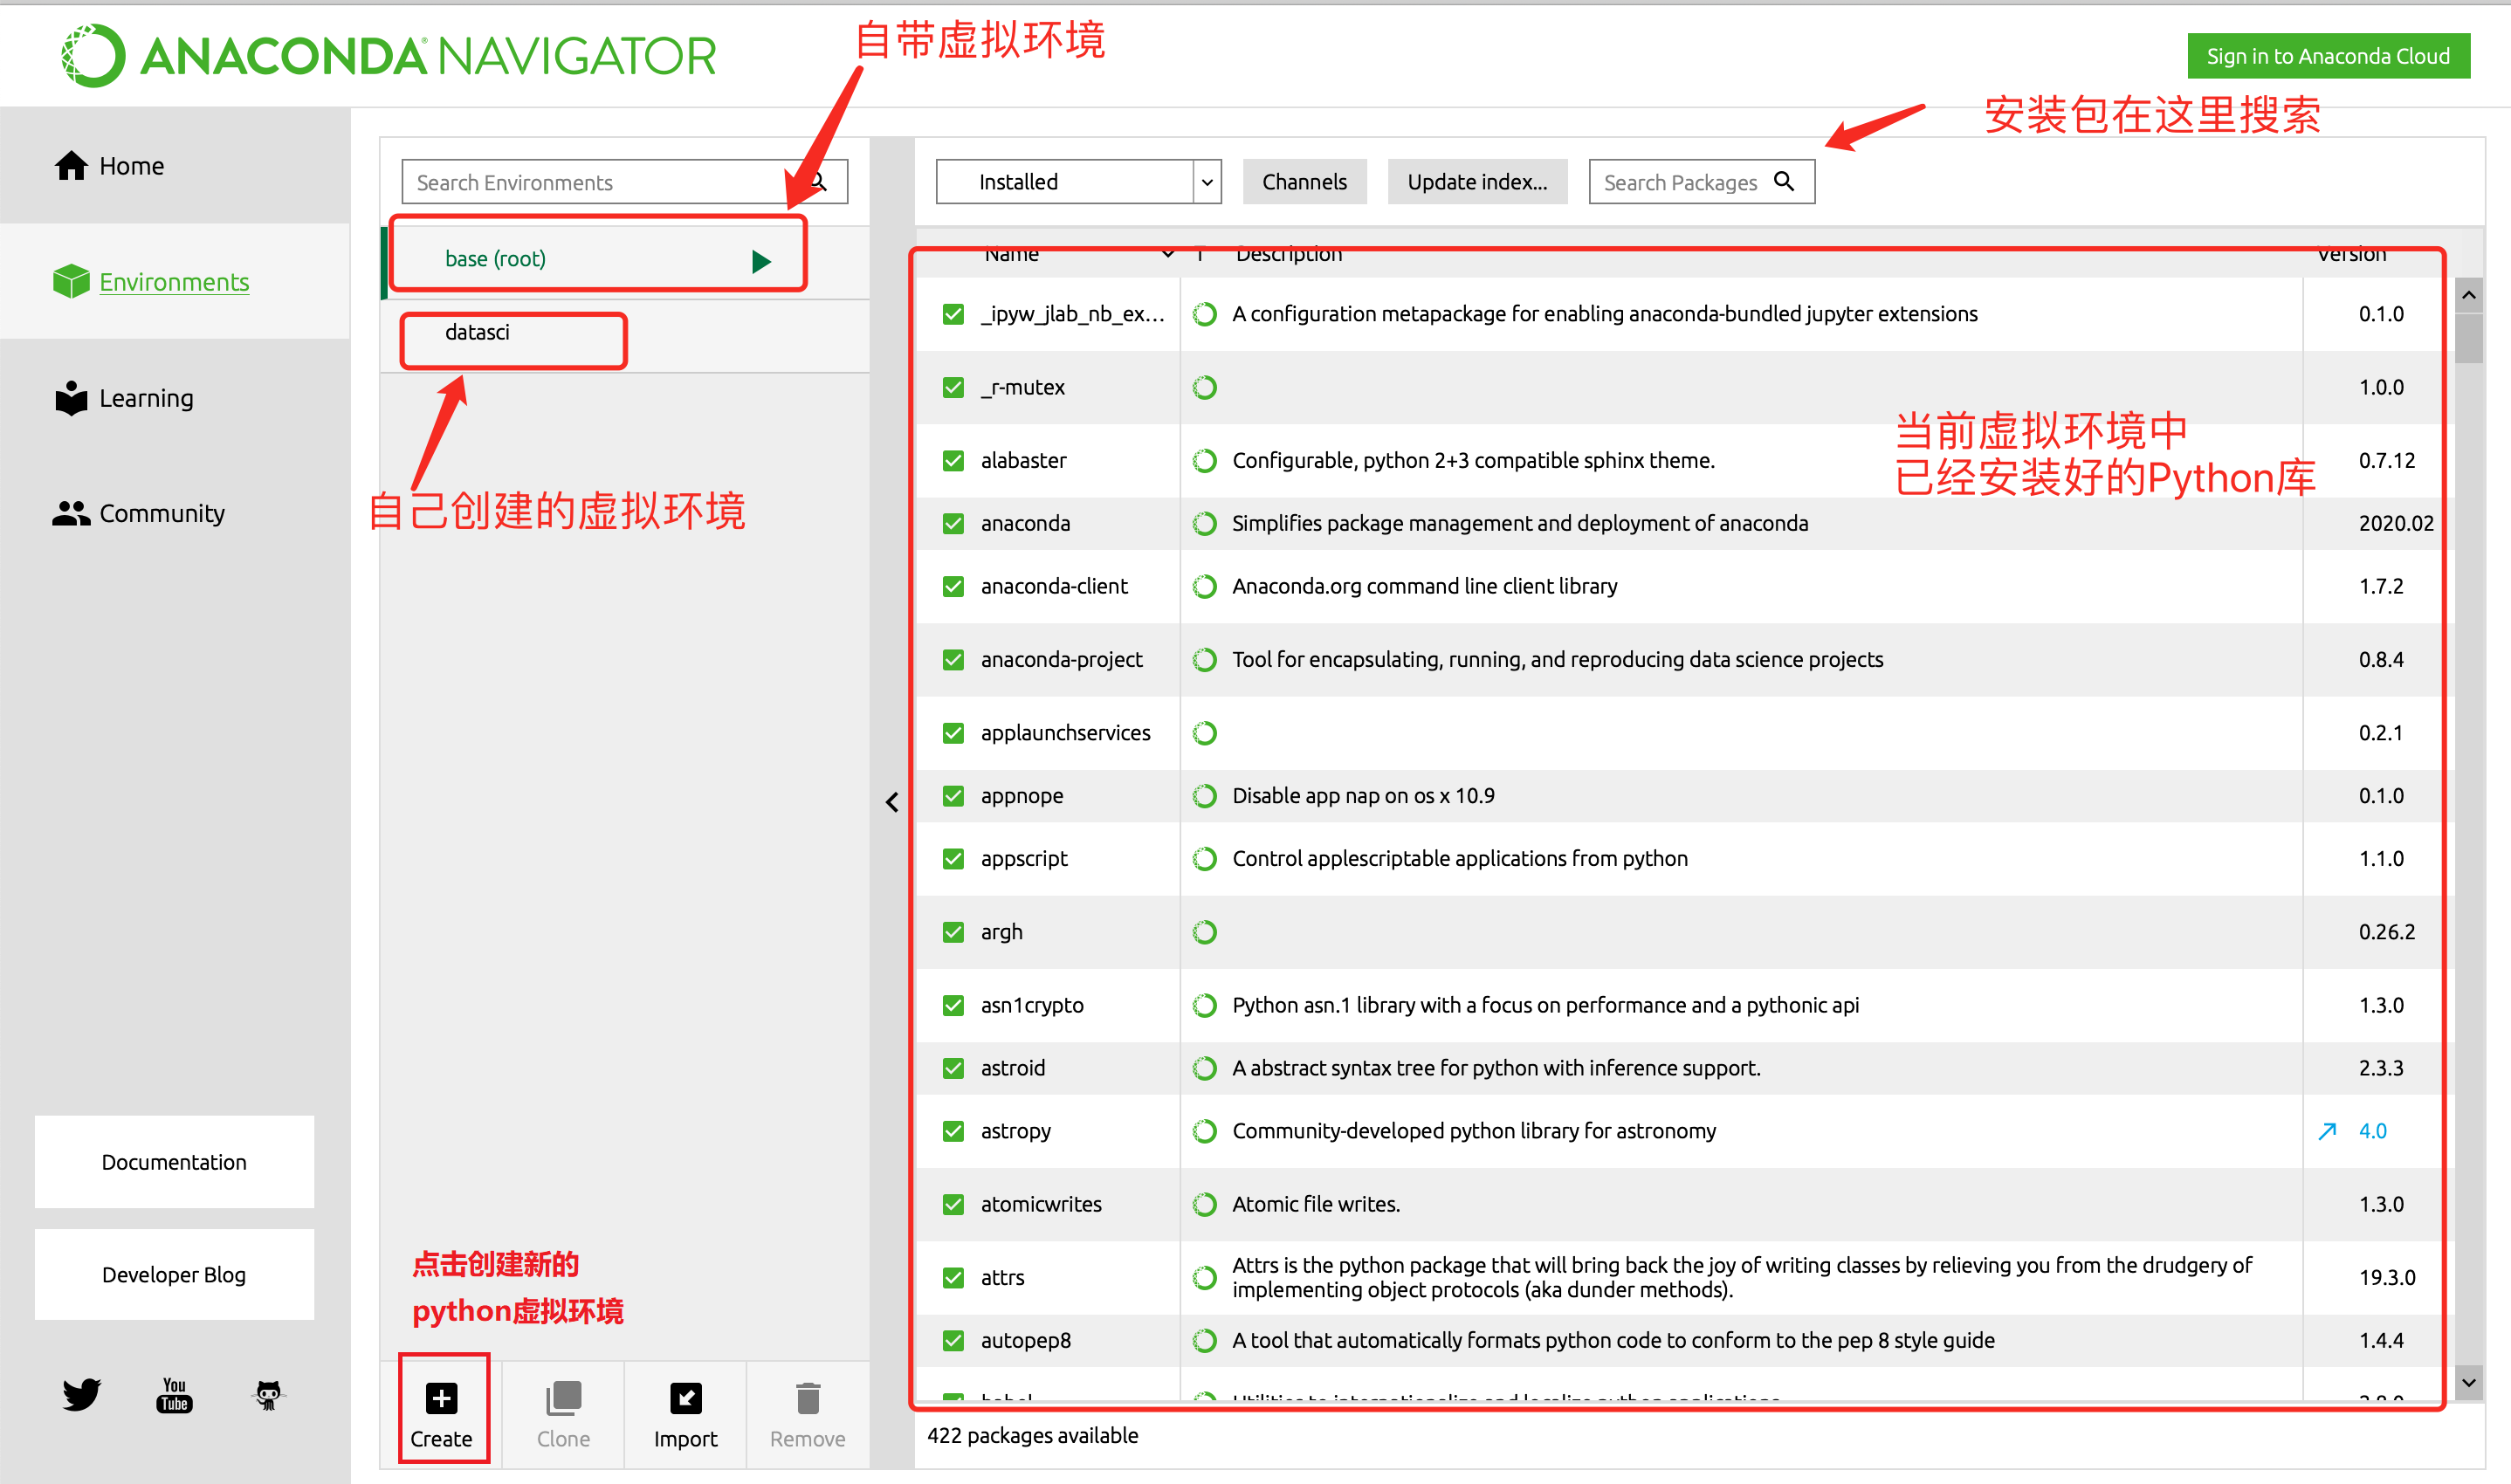 ANACONDA NAVIGATOR
自带虚拟环境
Sign in to Anaconda Cloud
安装包在这里搜索
Home
Environments
Learning
Community
Documentation
Developer Blog
You
Tube
Search Environments
base (root)
datasci
自己创建的虚拟环境
点击创建新的
python虚拟环境
Create
Clone
Import
Remove
Installed
Channels
Update index...
Search Packages
Name T Description Version
当前虚拟环境中
已经安装好的Python库
_ipyw_jlab_nb_ex... A configuration metapackage for enabling anaconda-bundled jupyter extensions 0.1.0
_r-mutex 1.0.0
alabaster Configurable, python 2+3 compatible sphinx theme. 0.7.12
anaconda Simplifies package management and deployment of anaconda 2020.02
anaconda-client Anaconda.org command line client library 1.7.2
anaconda-project Tool for encapsulating, running, and reproducing data science projects 0.8.4
applaunchservices 0.2.1
appnope Disable app nap on os x 10.9 0.1.0
appscript Control applescriptable applications from python 1.1.0
argh 0.26.2
asn1crypto Python asn.1 library with a focus on performance and a pythonic api 1.3.0
astroid A abstract syntax tree for python with inference support. 2.3.3
astropy Community-developed python library for astronomy 4.0
atomicwrites Atomic file writes. 1.3.0
attrs Attrs is the python package that will bring back the joy of writing classes by relieving you from the drudgery of 19.3.0
implementing object protocols (aka dunder methods).
autopep8 A tool that automatically formats python code to conform to the pep 8 style guide 1.4.4
422 packages available